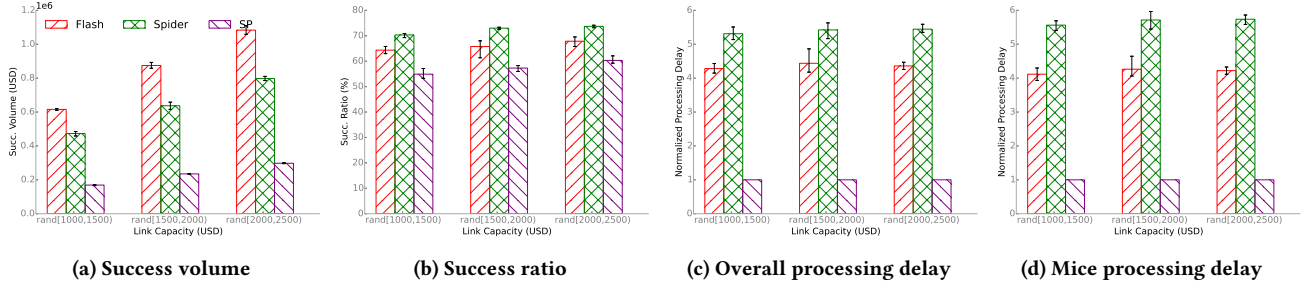 1e6
1.2
1.0
0.8
0.6
0.4
0.2
0.0
Succ. Volume (USD)
Flash Spider SP
rand[1000,1500) rand[1500,2000) rand[2000,2500)
Link Capacity (USD)
(a) Success volume
80
70
60
50
40
30
20
10
0
Succ. Ratio (%)
rand[1000,1500) rand[1500,2000) rand[2000,2500)
Link Capacity (USD)
(b) Success ratio
6
5
4
3
2
1
0
Normalized Processing Delay
rand[1000,1500) rand[1500,2000) rand[2000,2500)
Link Capacity (USD)
(c) Overall processing delay
6
5
4
3
2
1
0
Normalized Processing Delay
rand[1000,1500) rand[1500,2000) rand[2000,2500)
Link Capacity (USD)
(d) Mice processing delay